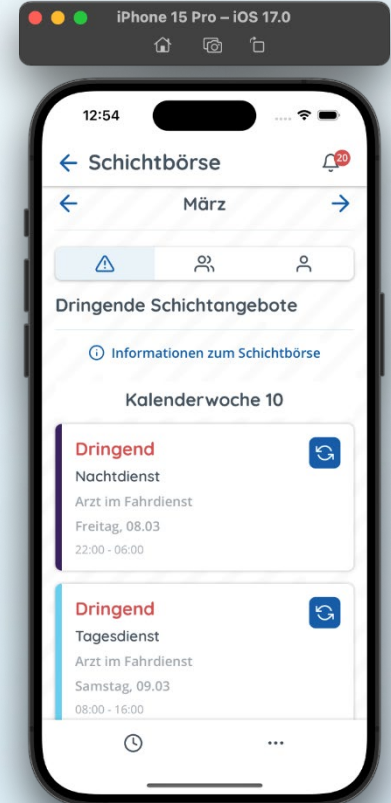 iPhone 15 Pro – iOS 17.0
12:54
Schichtbörse
20
März
Dringende Schichtangebote
Informationen zum Schichtbörse
Kalenderwoche 10
Dringend
Nachtdienst
Arzt im Fahrdienst
Freitag, 08.03
22:00 - 06:00
Dringend
Tagesdienst
Arzt im Fahrdienst
Samstag, 09.03
08:00 - 16:00